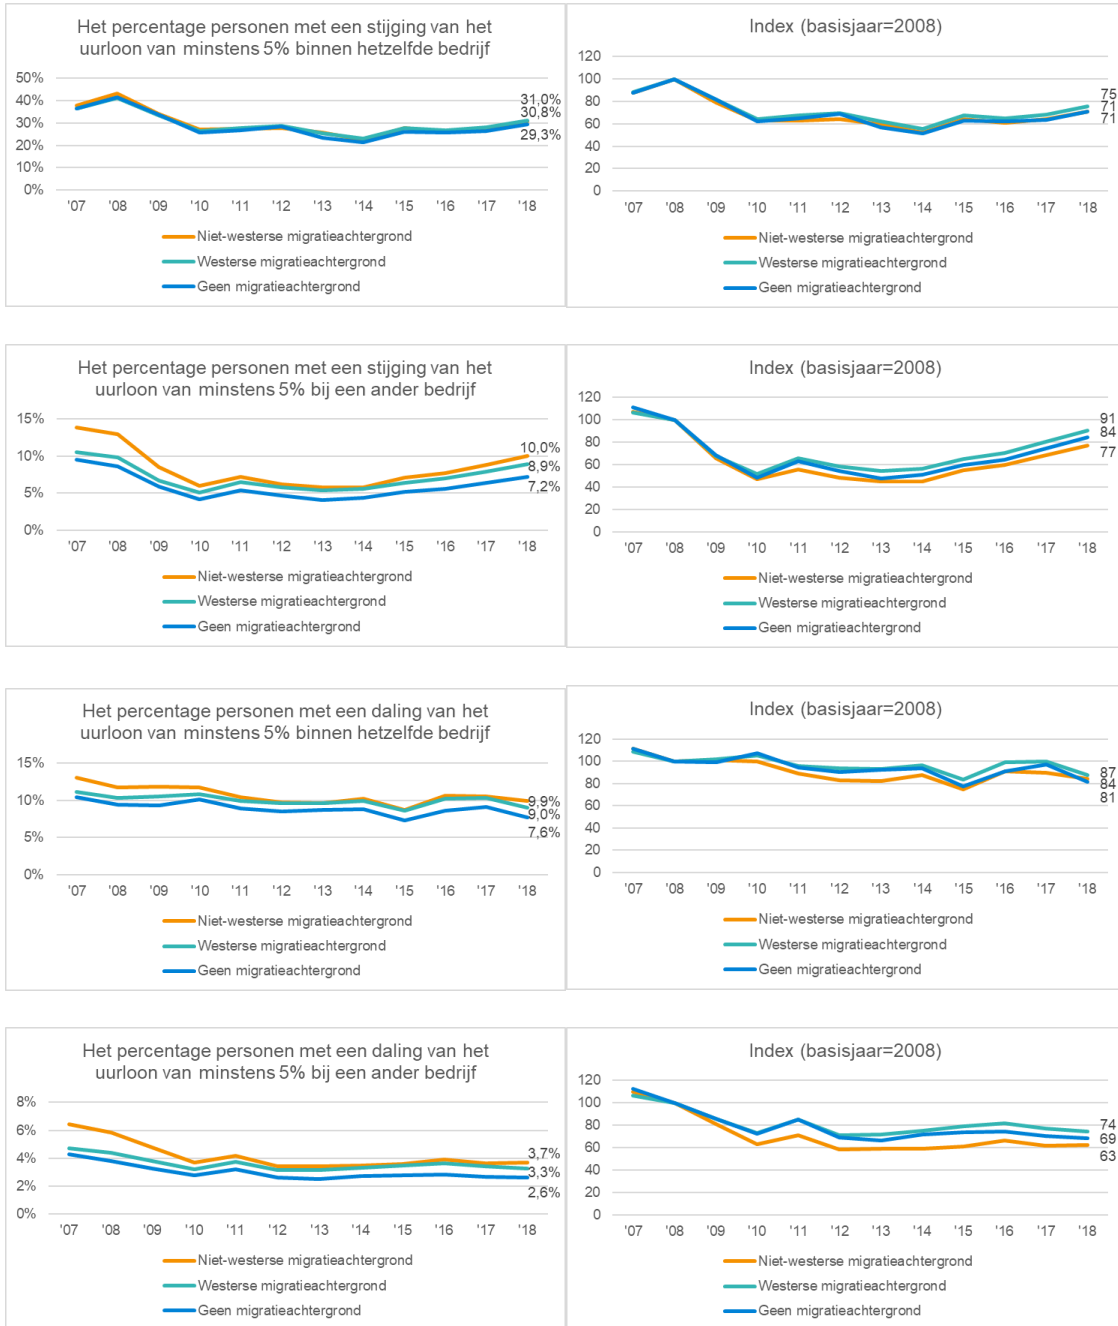 Het percentage personen met een stijging van het
uurloon van minstens 5% binnen hetzelfde bedrijf
50%
40%
30%
20%
10%
0%
31,0%
30,8%
29,3%
'07 '08 '09 '10 '11 '12 '13 '14 '15 '16 '17 '18
Niet-westerse migratieachtergrond
Westerse migratieachtergrond
Geen migratieachtergrond
Index (basisjaar=2008)
120
100
80
60
40
20
0
75
71
71
'07 '08 '09 '10 '11 '12 '13 '14 '15 '16 '17 '18
Niet-westerse migratieachtergrond
Westerse migratieachtergrond
Geen migratieachtergrond
Het percentage personen met een stijging van het
uurloon van minstens 5% bij een ander bedrijf
15%
10%
5%
0%
10,0%
8,9%
7,2%
'07 '08 '09 '10 '11 '12 '13 '14 '15 '16 '17 '18
Niet-westerse migratieachtergrond
Westerse migratieachtergrond
Geen migratieachtergrond
Index (basisjaar=2008)
120
100
80
60
40
20
0
91
84
77
'07 '08 '09 '10 '11 '12 '13 '14 '15 '16 '17 '18
Niet-westerse migratieachtergrond
Westerse migratieachtergrond
Geen migratieachtergrond
Het percentage personen met een daling van het
uurloon van minstens 5% binnen hetzelfde bedrijf
15%
10%
5%
0%
9,9%
9,0%
7,6%
'07 '08 '09 '10 '11 '12 '13 '14 '15 '16 '17 '18
Niet-westerse migratieachtergrond
Westerse migratieachtergrond
Geen migratieachtergrond
Index (basisjaar=2008)
120
100
80
60
40
20
0
87
84
81
'07 '08 '09 '10 '11 '12 '13 '14 '15 '16 '17 '18
Niet-westerse migratieachtergrond
Westerse migratieachtergrond
Geen migratieachtergrond
Het percentage personen met een daling van het
uurloon van minstens 5% bij een ander bedrijf
8%
6%
4%
2%
0%
3,7%
3,3%
2,6%
'07 '08 '09 '10 '11 '12 '13 '14 '15 '16 '17 '18
Niet-westerse migratieachtergrond
Westerse migratieachtergrond
Geen migratieachtergrond
Index (basisjaar=2008)
120
100
80
60
40
20
0
74
69
63
'07 '08 '09 '10 '11 '12 '13 '14 '15 '16 '17 '18
Niet-westerse migratieachtergrond
Westerse migratieachtergrond
Geen migratieachtergrond